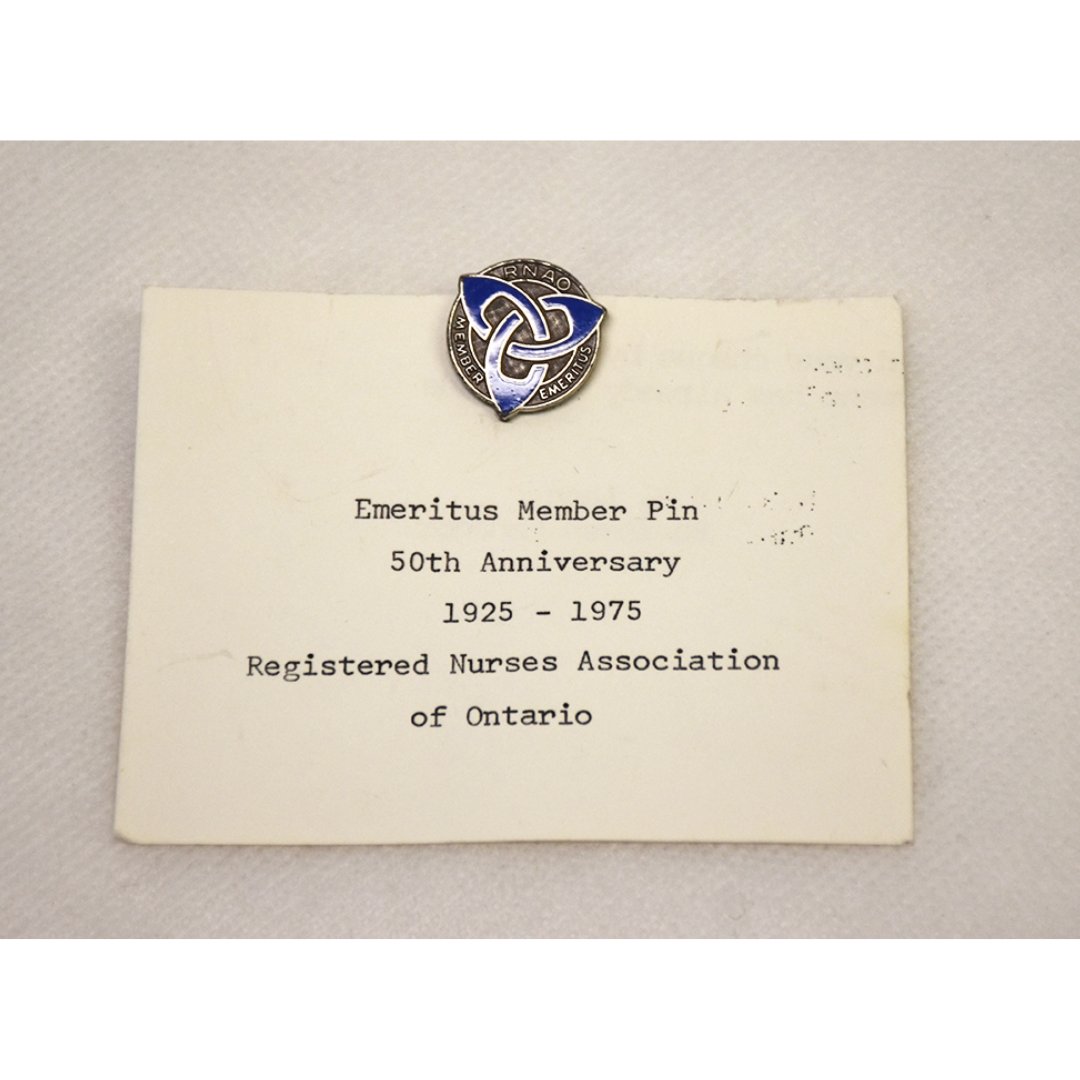 RNAO
MEMBER EMERITUS
Emeritus Member Pin
50th Anniversary
1925 - 1975
Registered Nurses Association
of Ontario